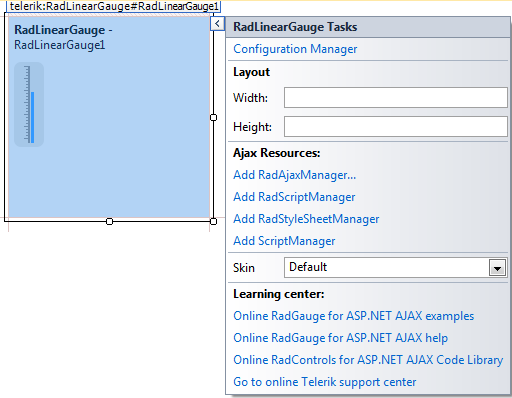 telerik:RadLinearGauge#RadLinearGauge1
RadLinearGauge -
RadLinearGauge1
RadLinearGauge Tasks
Configuration Manager
Layout
Width:
Height:
Ajax Resources:
Add RadAjaxManager...
Add RadScriptManager
Add RadStyleSheetManager
Add ScriptManager
Skin Default
Learning center:
Online RadGauge for ASP.NET AJAX examples
Online RadGauge for ASP.NET AJAX help
Online RadControls for ASP.NET AJAX Code Library
Go to online Telerik support center